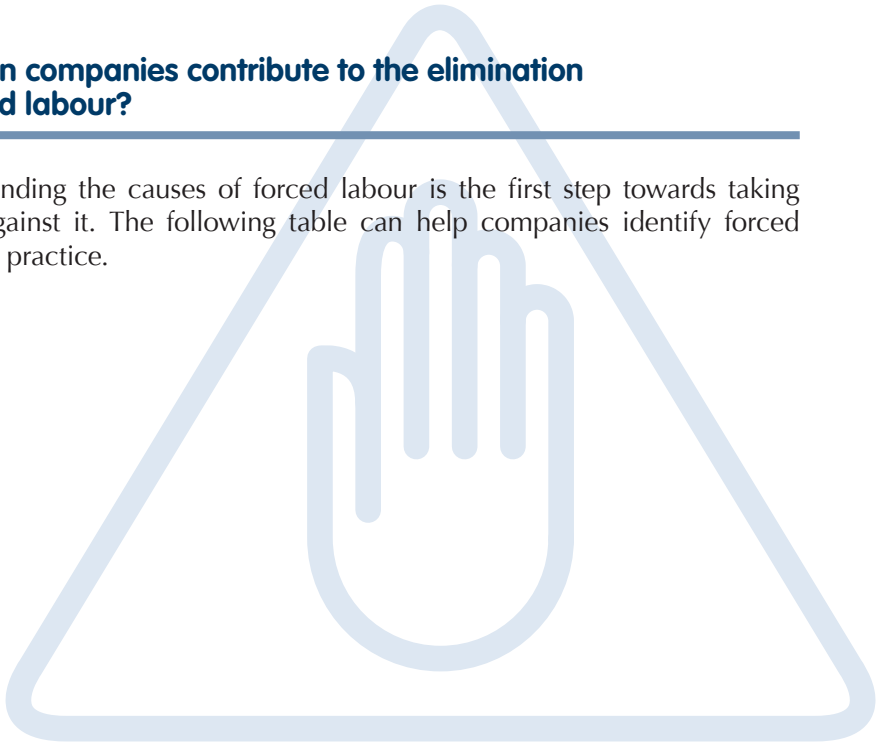 n companies contribute to the elimination
d labour?
nding the causes of forced labour is the first step towards taking
gainst it. The following table can help companies identify forced
practice.